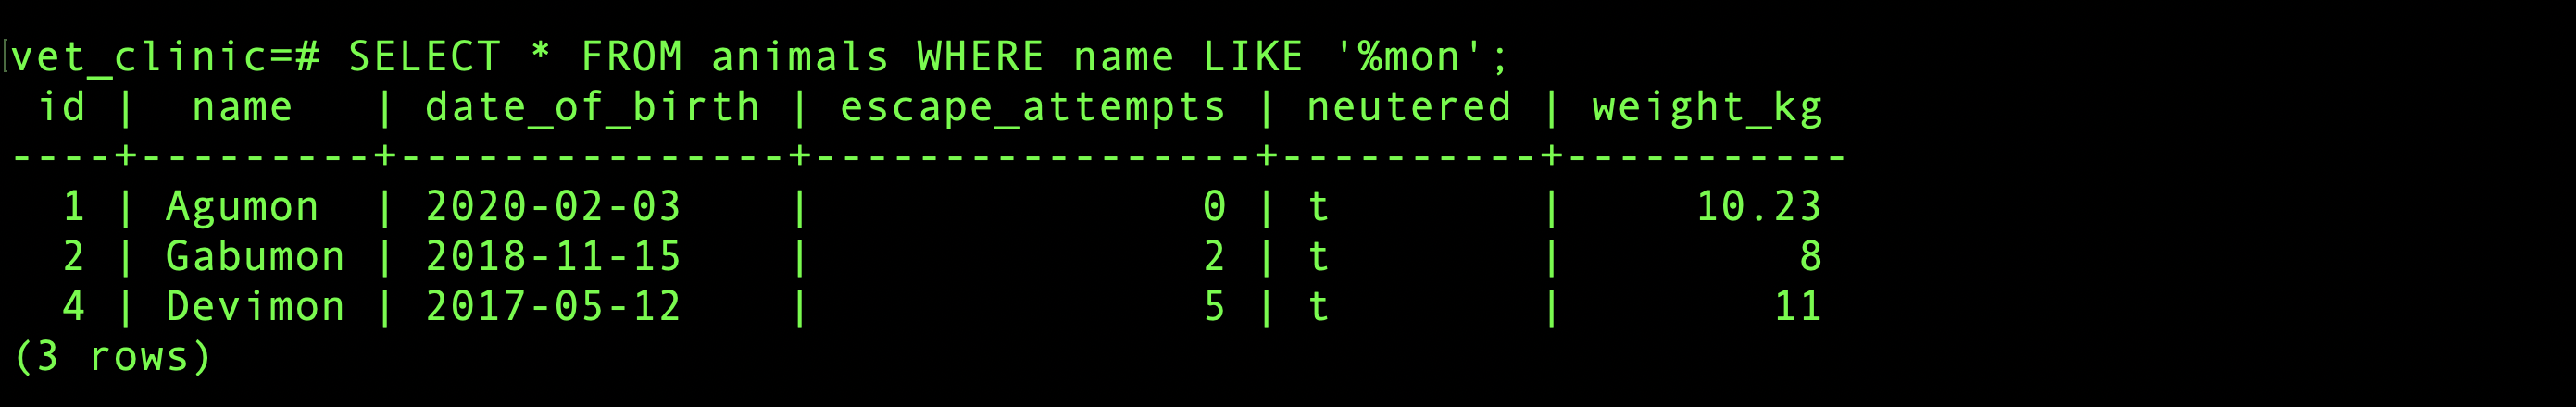 [vet_clinic=# SELECT * FROM animals WHERE name LIKE '%mon';
 id |  name   | date_of_birth | escape_attempts | neutered | weight_kg
----+---------+---------------+-----------------+----------+-----------
  1 | Agumon  | 2020-02-03    |               0 | t        |     10.23
  2 | Gabumon | 2018-11-15    |               2 | t        |         8
  4 | Devimon | 2017-05-12    |               5 | t        |        11
(3 rows)